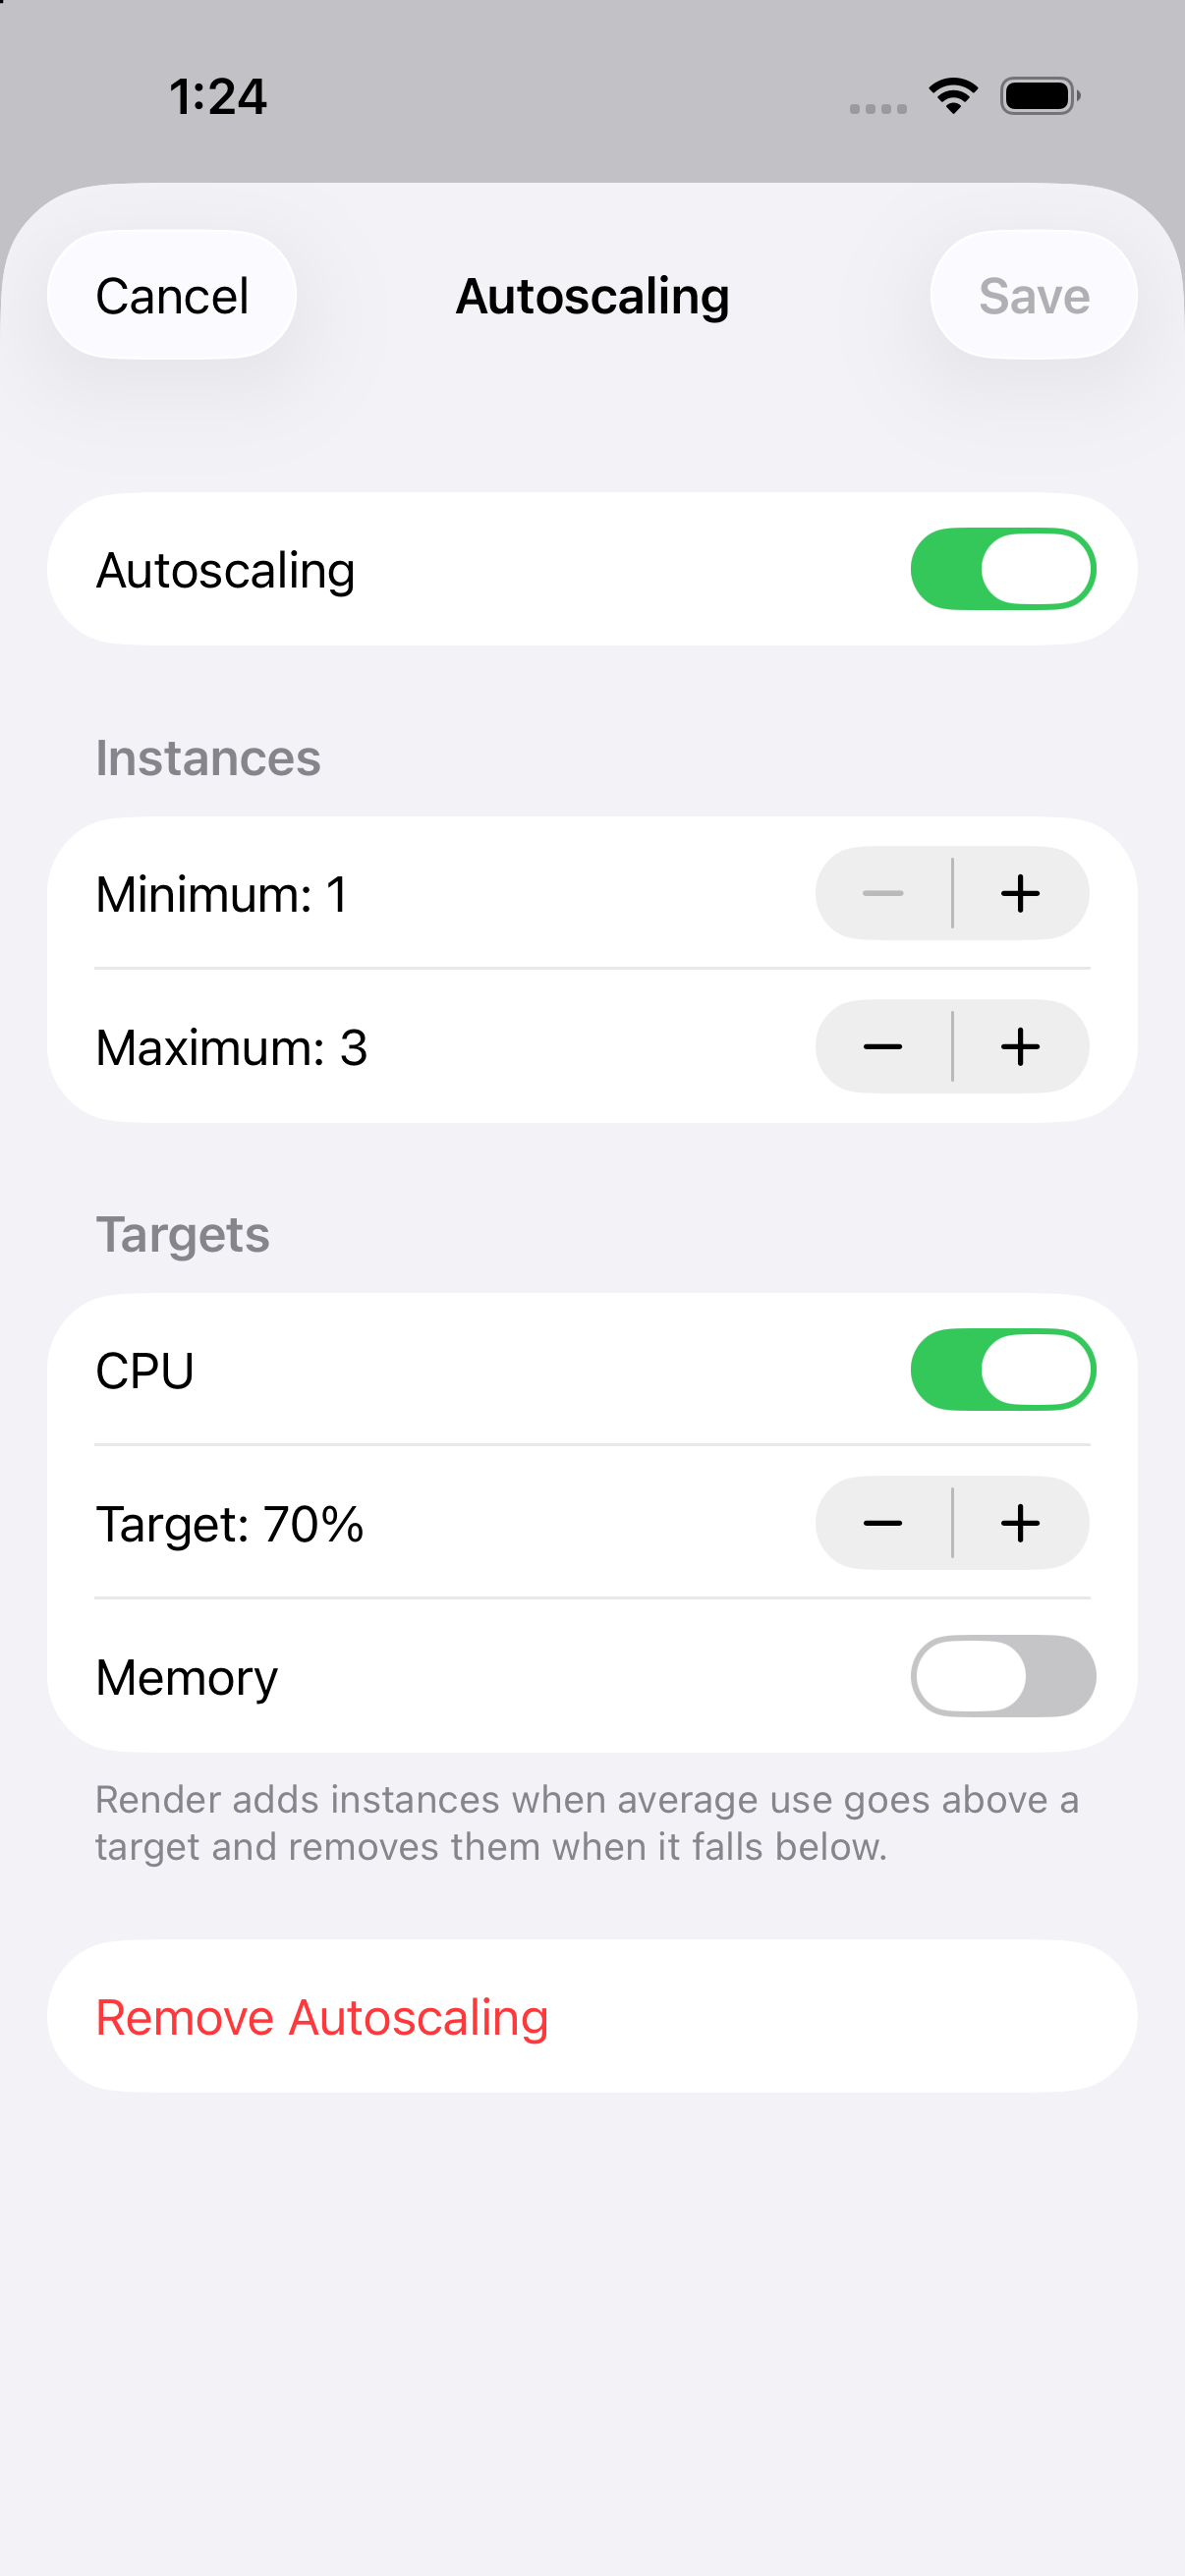 1:24
Cancel
Autoscaling
Save
Autoscaling
Instances
Minimum: 1
Maximum: 3
Targets
CPU
Target: 70%
Memory
Render adds instances when average use goes above a
target and removes them when it falls below.
Remove Autoscaling